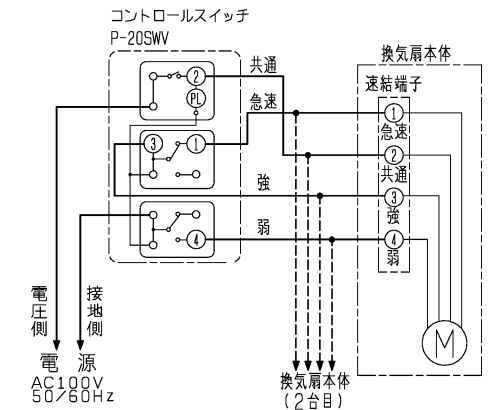 コントロールスイッチ
P-20SWV
換気扇本体
共通
速結端子
2
PL
急速
1
急速
3
1
2
共通
強
3
強
弱
4
4
弱
電圧側
接地側
M
電源
AC100V
50/60Hz
換気扇本体
(2台目)